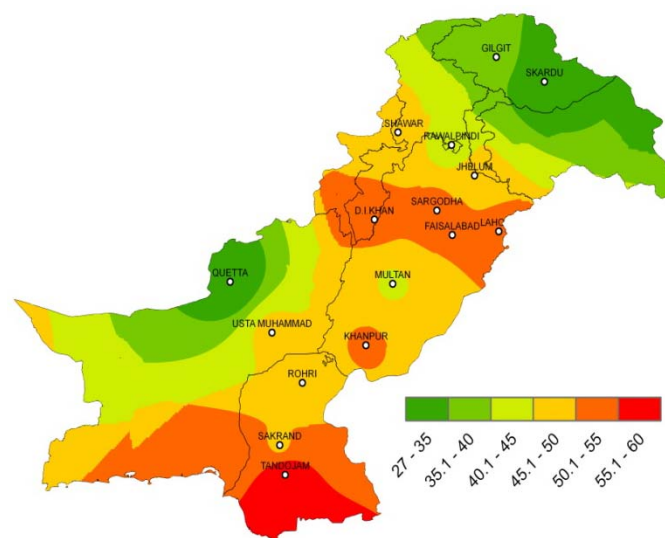 GILGIT
SKARDU
SHAWAR
RAWALPINDI
JHELUM
SARGODHA
D.I KHAN
FAISALABAD
LAHO
QUETTA
MULTAN
USTA MUHAMMAD
KHANPUR
ROHRI
SAKRAND
TANDOJAM
27 - 35
35.1 - 40
40.1 - 45
45.1 - 50
50.1 - 55
55.1 - 60